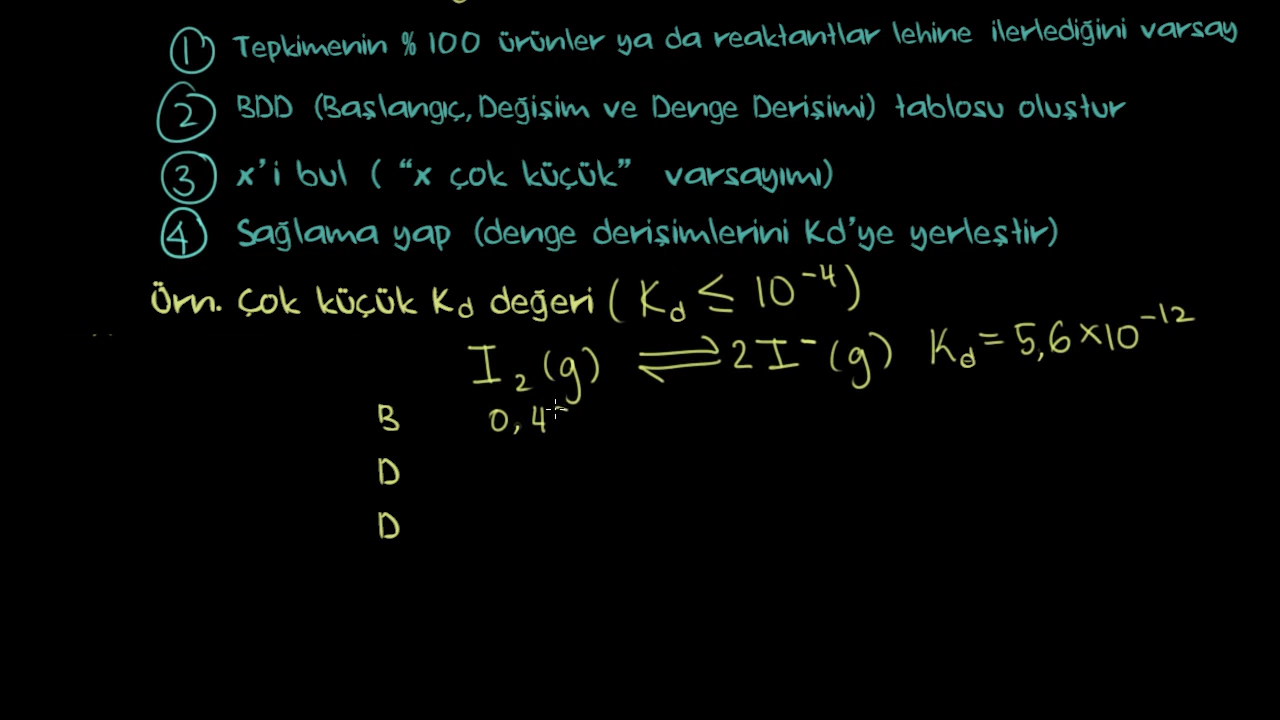 1 Tepkimenin % 100 ürünler ya da reaktantlar lehine ilerlediğini varsay
2 BDD (Başlangıç, Değişim ve Denge Derişimi) tablosu oluştur
3 x'i bul ( “x çok küçük” varsayımı)
4 Sağlama yap (denge derişimlerini Kd'ye yerleştir)
Örn. Çok küçük Kd değeri ( Kd ≤ 10⁻⁴ )
I₂ (g) ⇌ 2I⁻ (g) Kd = 5,6×10⁻¹²
B 0,4
D
D